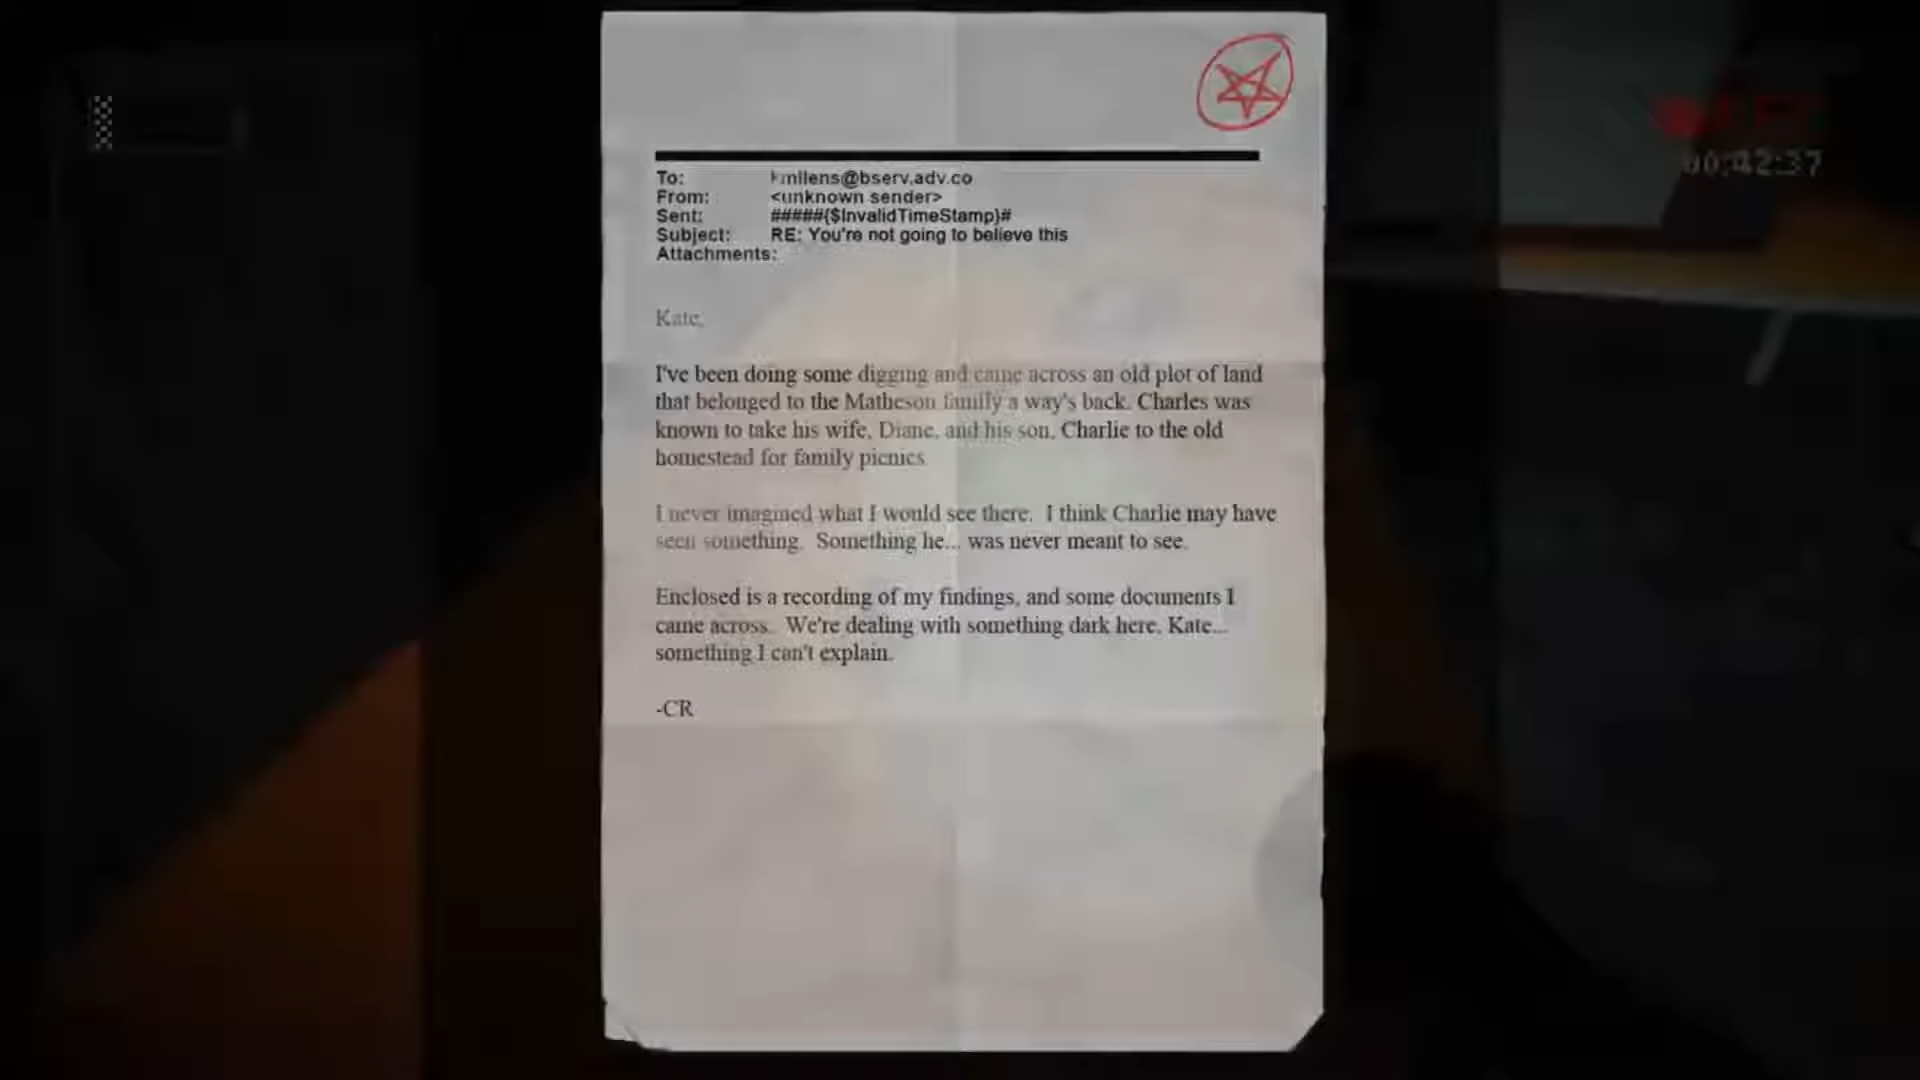 00:42:37
To: kmilens@bserv.adv.co
From: <unknown sender>
Sent: #####{$InvalidTimeStamp}#
Subject: RE: You're not going to believe this
Attachments:
Kate,
I've been doing some digging and came across an old plot of land
that belonged to the Matheson family a way's back. Charles was
known to take his wife, Diane, and his son, Charlie to the old
homestead for family picnics.
I never imagined what I would see there. I think Charlie may have
seen something. Something he... was never meant to see.
Enclosed is a recording of my findings, and some documents I
came across. We're dealing with something dark here, Kate...
something I can't explain.
-CR